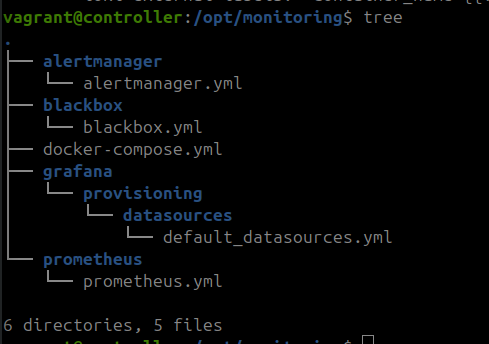 vagrant@controller:/opt/monitoring$ tree
.
├── alertmanager
│   └── alertmanager.yml
├── blackbox
│   └── blackbox.yml
├── docker-compose.yml
├── grafana
│   └── provisioning
│       └── datasources
│           └── default_datasources.yml
└── prometheus
    └── prometheus.yml
6 directories, 5 files